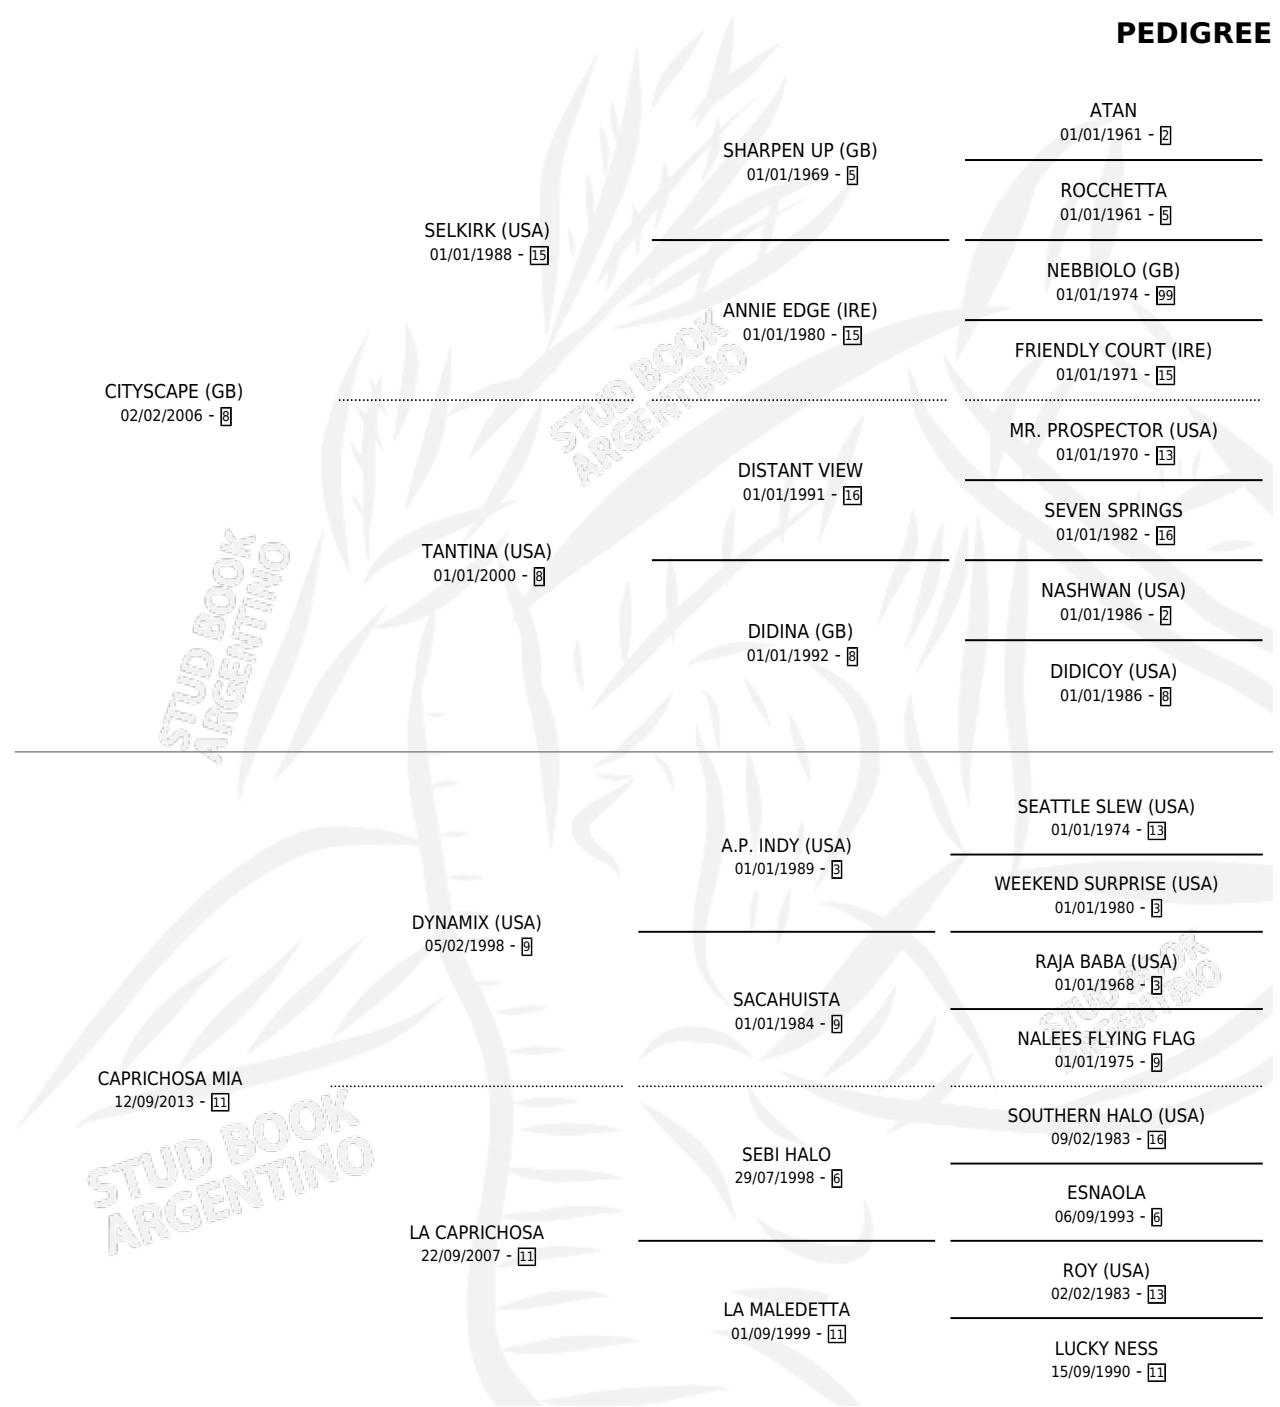 PEDIGREE
ATAN
01/01/1961 - 2
SHARPEN UP (GB)
01/01/1969 - 5
ROCCHETTA
01/01/1961 - 5
SELKIRK (USA)
01/01/1988 - 15
NEBBIOLO (GB)
01/01/1974 - 99
ANNIE EDGE (IRE)
01/01/1980 - 15
FRIENDLY COURT (IRE)
01/01/1971 - 15
CITYSCAPE (GB)
02/02/2006 - 8
STUD BOOK
ARGENTINO
MR. PROSPECTOR (USA)
01/01/1970 - 13
DISTANT VIEW
01/01/1991 - 16
SEVEN SPRINGS
01/01/1982 - 16
TANTINA (USA)
01/01/2000 - 8
NASHWAN (USA)
01/01/1986 - 2
DIDINA (GB)
01/01/1992 - 8
DIDICOY (USA)
01/01/1986 - 8
STUD BOOK
ARGENTINO
SEATTLE SLEW (USA)
01/01/1974 - 13
A.P. INDY (USA)
01/01/1989 - 3
WEEKEND SURPRISE (USA)
01/01/1980 - 3
DYNAMIX (USA)
05/02/1998 - 9
RAJA BABA (USA)
01/01/1968 - 3
SACAHUISTA
01/01/1984 - 9
STUD BOOK
ARGENTINO
NALEES FLYING FLAG
01/01/1975 - 9
CAPRICHOSA MIA
12/09/2013 - 11
SOUTHERN HALO (USA)
09/02/1983 - 16
STUD BOOK
ARGENTINO
SEBI HALO
29/07/1998 - 6
ESNAOLA
06/09/1993 - 6
LA CAPRICHOSA
22/09/2007 - 11
ROY (USA)
02/02/1983 - 13
LA MALEDETTA
01/09/1999 - 11
LUCKY NESS
15/09/1990 - 11